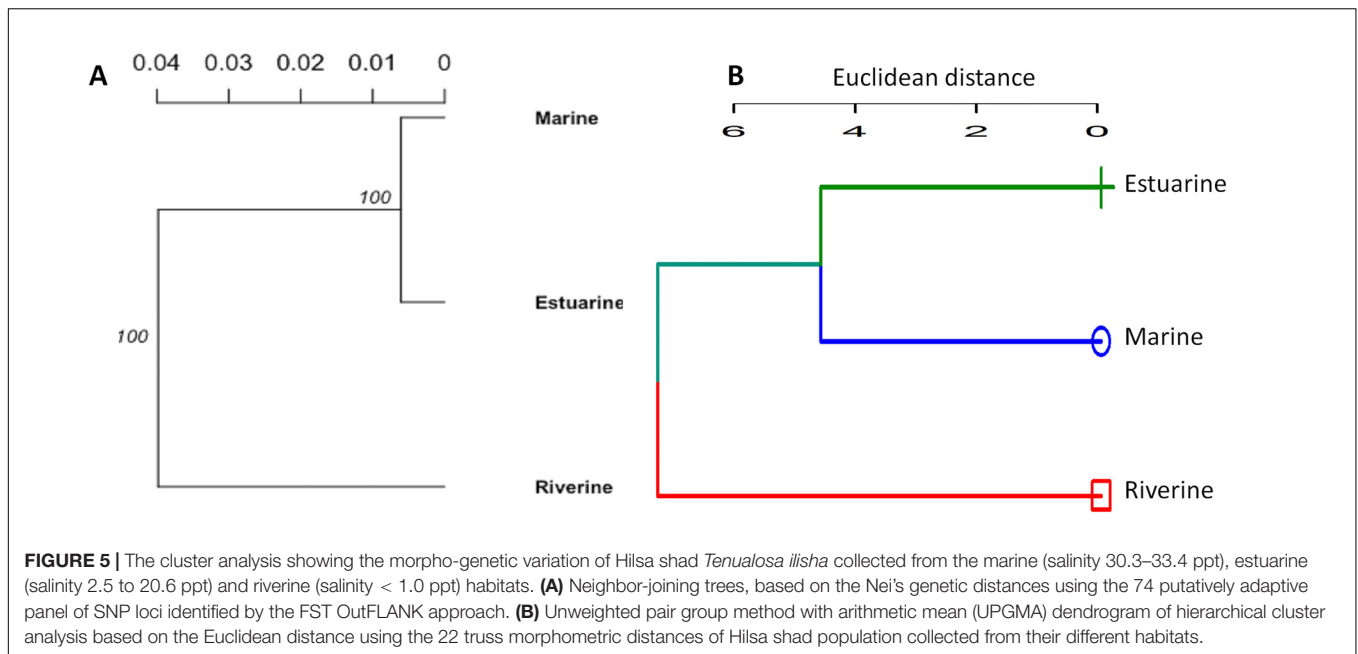 A
0.04 0.03 0.02 0.01 0
Marine
100
Estuarine
100
Riverine
B
Euclidean distance
6 4 2 0
Estuarine
Marine
Riverine
FIGURE 5 | The cluster analysis showing the morpho-genetic variation of Hilsa shad Tenualosa ilisha collected from the marine (salinity 30.3–33.4 ppt), estuarine
(salinity 2.5 to 20.6 ppt) and riverine (salinity < 1.0 ppt) habitats. (A) Neighbor-joining trees, based on the Nei's genetic distances using the 74 putatively adaptive
panel of SNP loci identified by the FST OutFLANK approach. (B) Unweighted pair group method with arithmetic mean (UPGMA) dendrogram of hierarchical cluster
analysis based on the Euclidean distance using the 22 truss morphometric distances of Hilsa shad population collected from their different habitats.